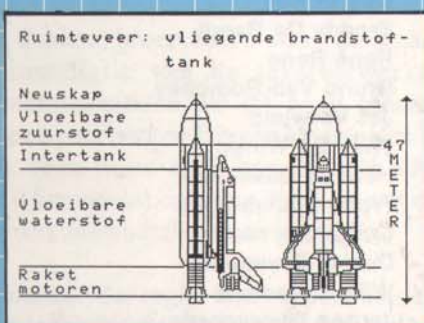 Ruimteveer: vliegende brandstof-
tank
Neuskap
Vloeibare
zuurstof
Intertank
Vloeibare
waterstof
Raket
motoren
47
METER